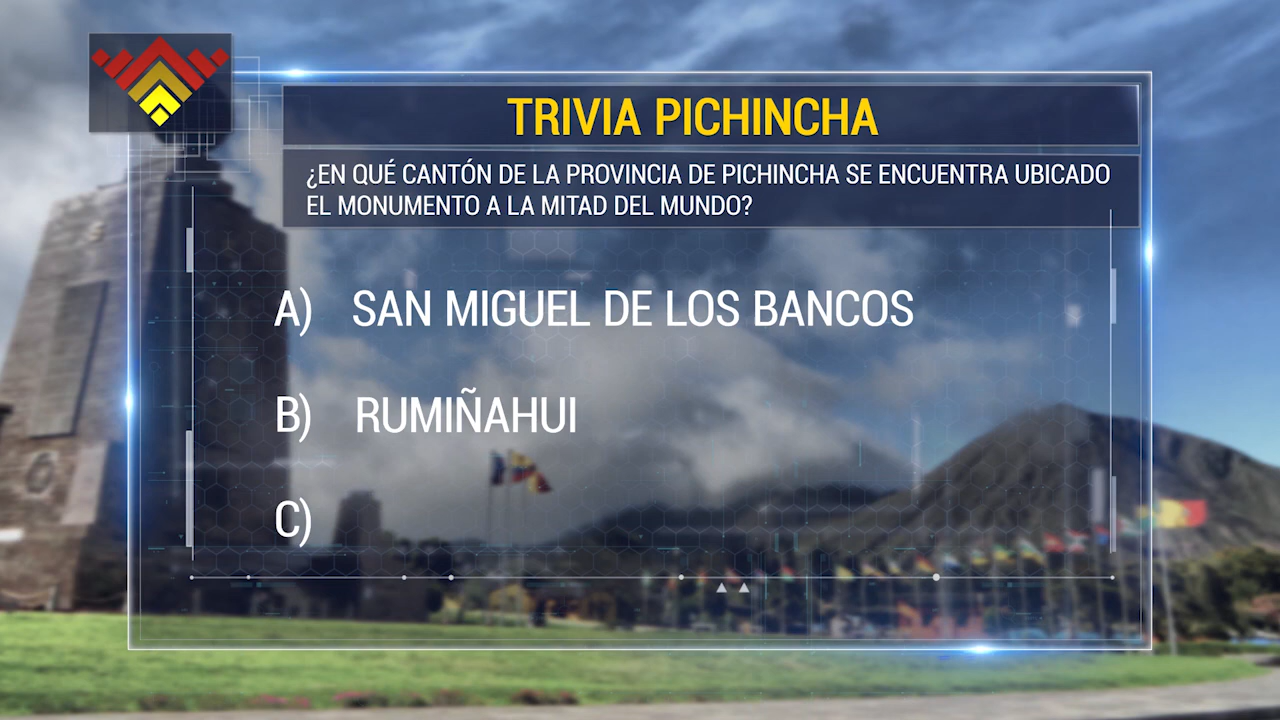 TRIVIA PICHINCHA
¿EN QUÉ CANTÓN DE LA PROVINCIA DE PICHINCHA SE ENCUENTRA UBICADO
EL MONUMENTO A LA MITAD DEL MUNDO?
A) SAN MIGUEL DE LOS BANCOS
B) RUMIÑAHUI
C)